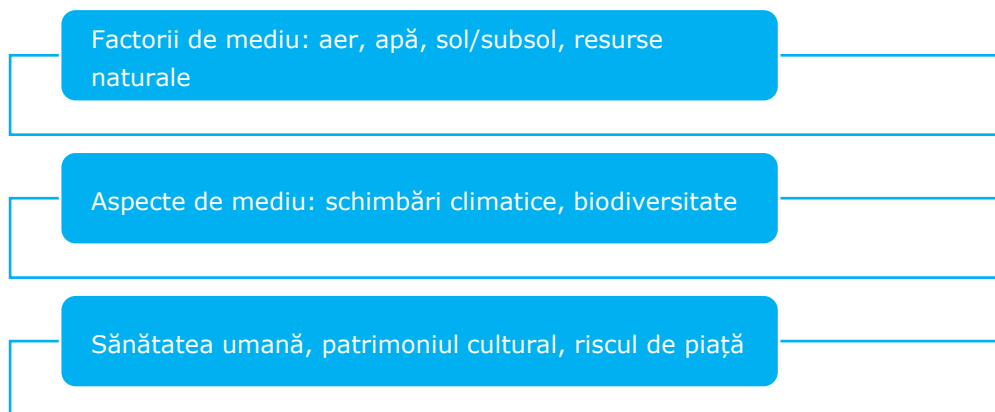 Factorii de mediu: aer, apă, sol/subsol, resurse
naturale
Aspecte de mediu: schimbări climatice, biodiversitate
Sănătatea umană, patrimoniul cultural, riscul de piață